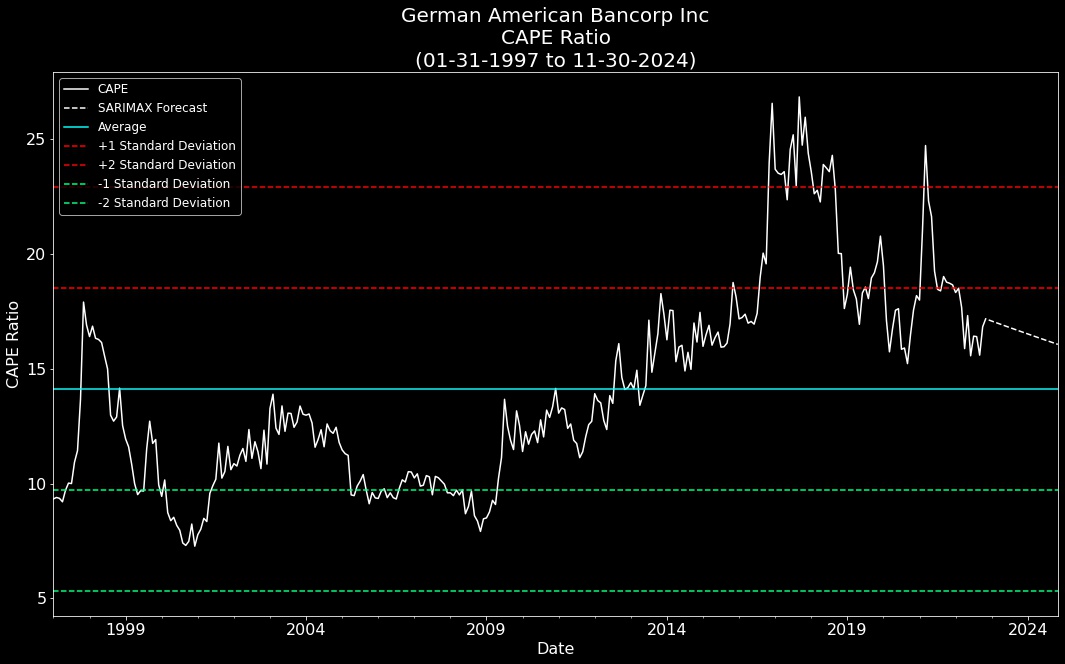 German American Bancorp Inc
CAPE Ratio
(01-31-1997 to 11-30-2024)
CAPE
SARIMAX Forecast
Average
+1 Standard Deviation
+2 Standard Deviation
-1 Standard Deviation
-2 Standard Deviation
CAPE Ratio
25
20
15
10
5
1999
2004
2009
2014
2019
2024
Date